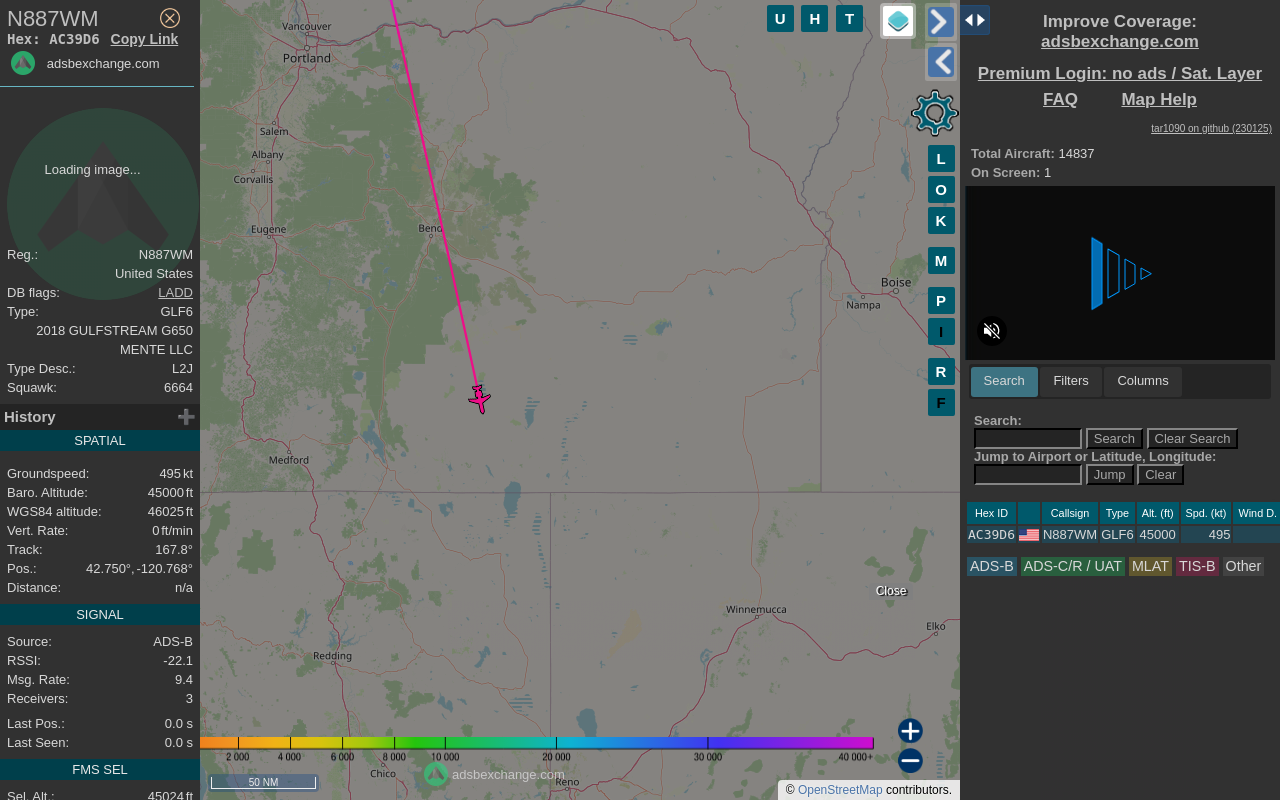 N887WM
Hex: AC39D6 Copy Link
adsbexchange.com
Loading image...
Reg.: N887WM
United States
DB flags: LADD
Type: GLF6
2018 GULFSTREAM G650
MENTE LLC
Type Desc.: L2J
Squawk: 6664
History
SPATIAL
Groundspeed: 495 kt
Baro. Altitude: 45000 ft
WGS84 altitude: 46025 ft
Vert. Rate: 0 ft/min
Track: 167.8°
Pos.: 42.750°, -120.768°
Distance: n/a
SIGNAL
Source: ADS-B
RSSI: -22.1
Msg. Rate: 9.4
Receivers: 3
Last Pos.: 0.0 s
Last Seen: 0.0 s
FMS SEL
Sel. Alt.: 45024 ft
Vancouver
Portland
Salem
Albany
Corvallis
Eugene
Bend
Boise
Nampa
Medford
Winnemucca
Elko
Redding
Chico
Reno
U H T
L
O
K
M
P
I
R
F
Close
2 000 4 000 6 000 8 000 10 000 20 000 30 000 40 000+
adsbexchange.com
50 NM
© OpenStreetMap contributors.
Improve Coverage:
adsbexchange.com
Premium Login: no ads / Sat. Layer
FAQ Map Help
tar1090 on github (230125)
Total Aircraft: 14837
On Screen: 1
Search Filters Columns
Search:
Search Clear Search
Jump to Airport or Latitude, Longitude:
Jump Clear
Hex ID Callsign Type Alt. (ft) Spd. (kt) Wind D.
AC39D6 N887WM GLF6 45000 495
ADS-B ADS-C/R / UAT MLAT TIS-B Other